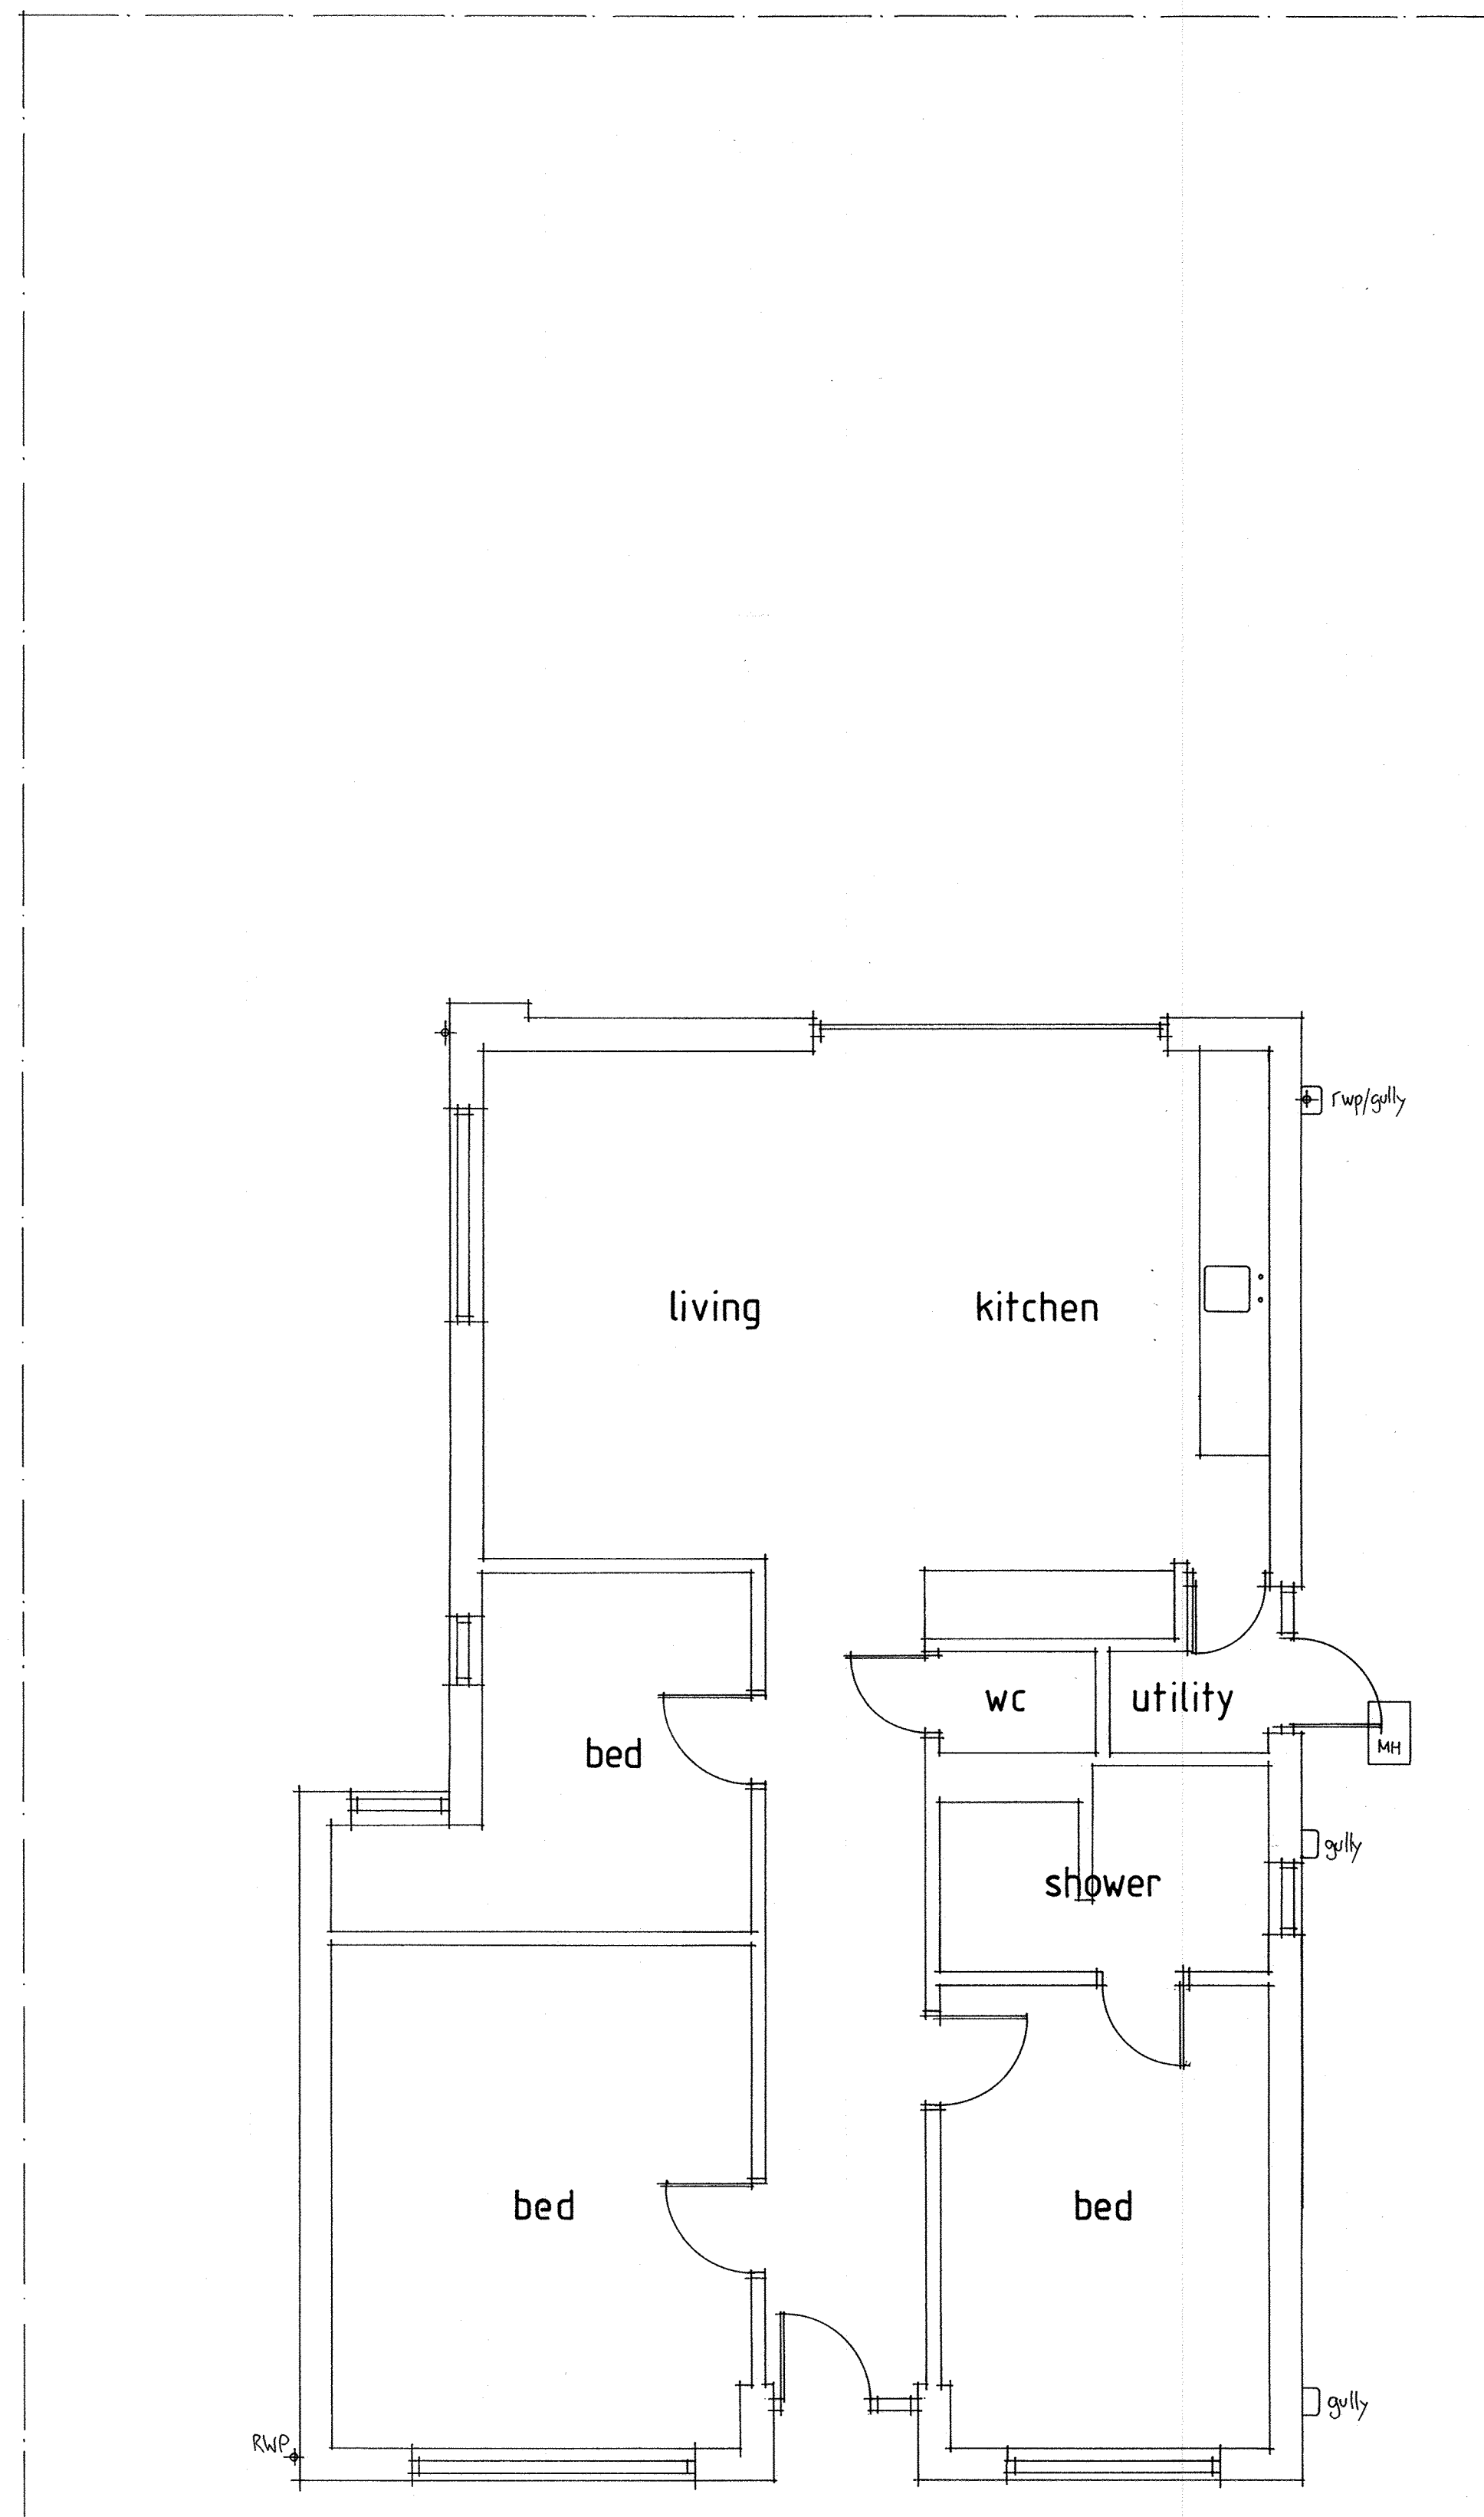 rwp/gully
living
kitchen
wc
utility
MH
bed
gully
shower
bed
bed
gully
RWP